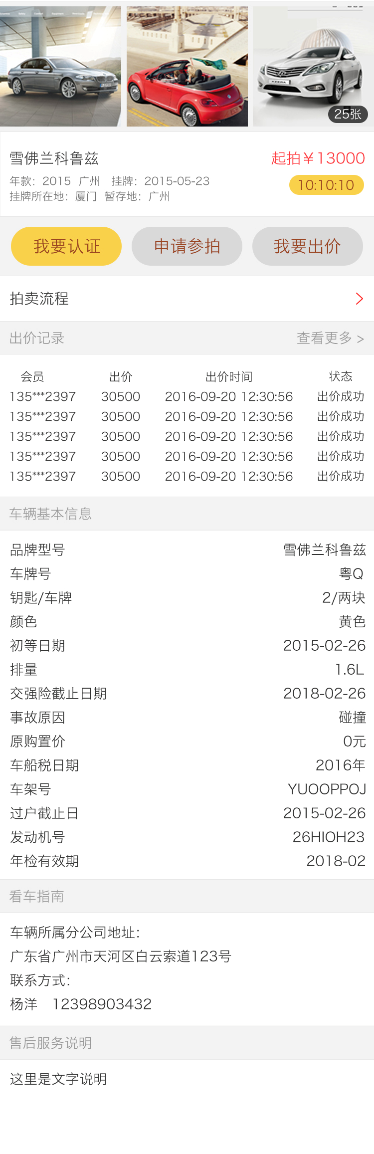 25张
雪佛兰科鲁兹 起拍￥13000
年款：2015 广州 挂牌：2015-05-23 10:10:10
挂牌所在地：厦门 暂存地：广州
我要认证 申请参拍 我要出价
拍卖流程 >
出价记录 查看更多 >
会员 出价 出价时间 状态
135***2397 30500 2016-09-20 12:30:56 出价成功
135***2397 30500 2016-09-20 12:30:56 出价成功
135***2397 30500 2016-09-20 12:30:56 出价成功
135***2397 30500 2016-09-20 12:30:56 出价成功
135***2397 30500 2016-09-20 12:30:56 出价成功
车辆基本信息
品牌型号 雪佛兰科鲁兹
车牌号 粤Q
钥匙/车牌 2/两块
颜色 黄色
初等日期 2015-02-26
排量 1.6L
交强险截止日期 2018-02-26
事故原因 碰撞
原购置价 0元
车船税日期 2016年
车架号 YUOOPPOJ
过户截止日 2015-02-26
发动机号 26HIOH23
年检有效期 2018-02
看车指南
车辆所属分公司地址：
广东省广州市天河区白云索道123号
联系方式：
杨洋 12398903432
售后服务说明
这里是文字说明